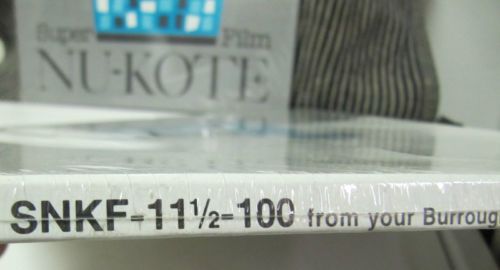 Super Film
NU-KOTE
SNKF-11½-100 from your Burroug